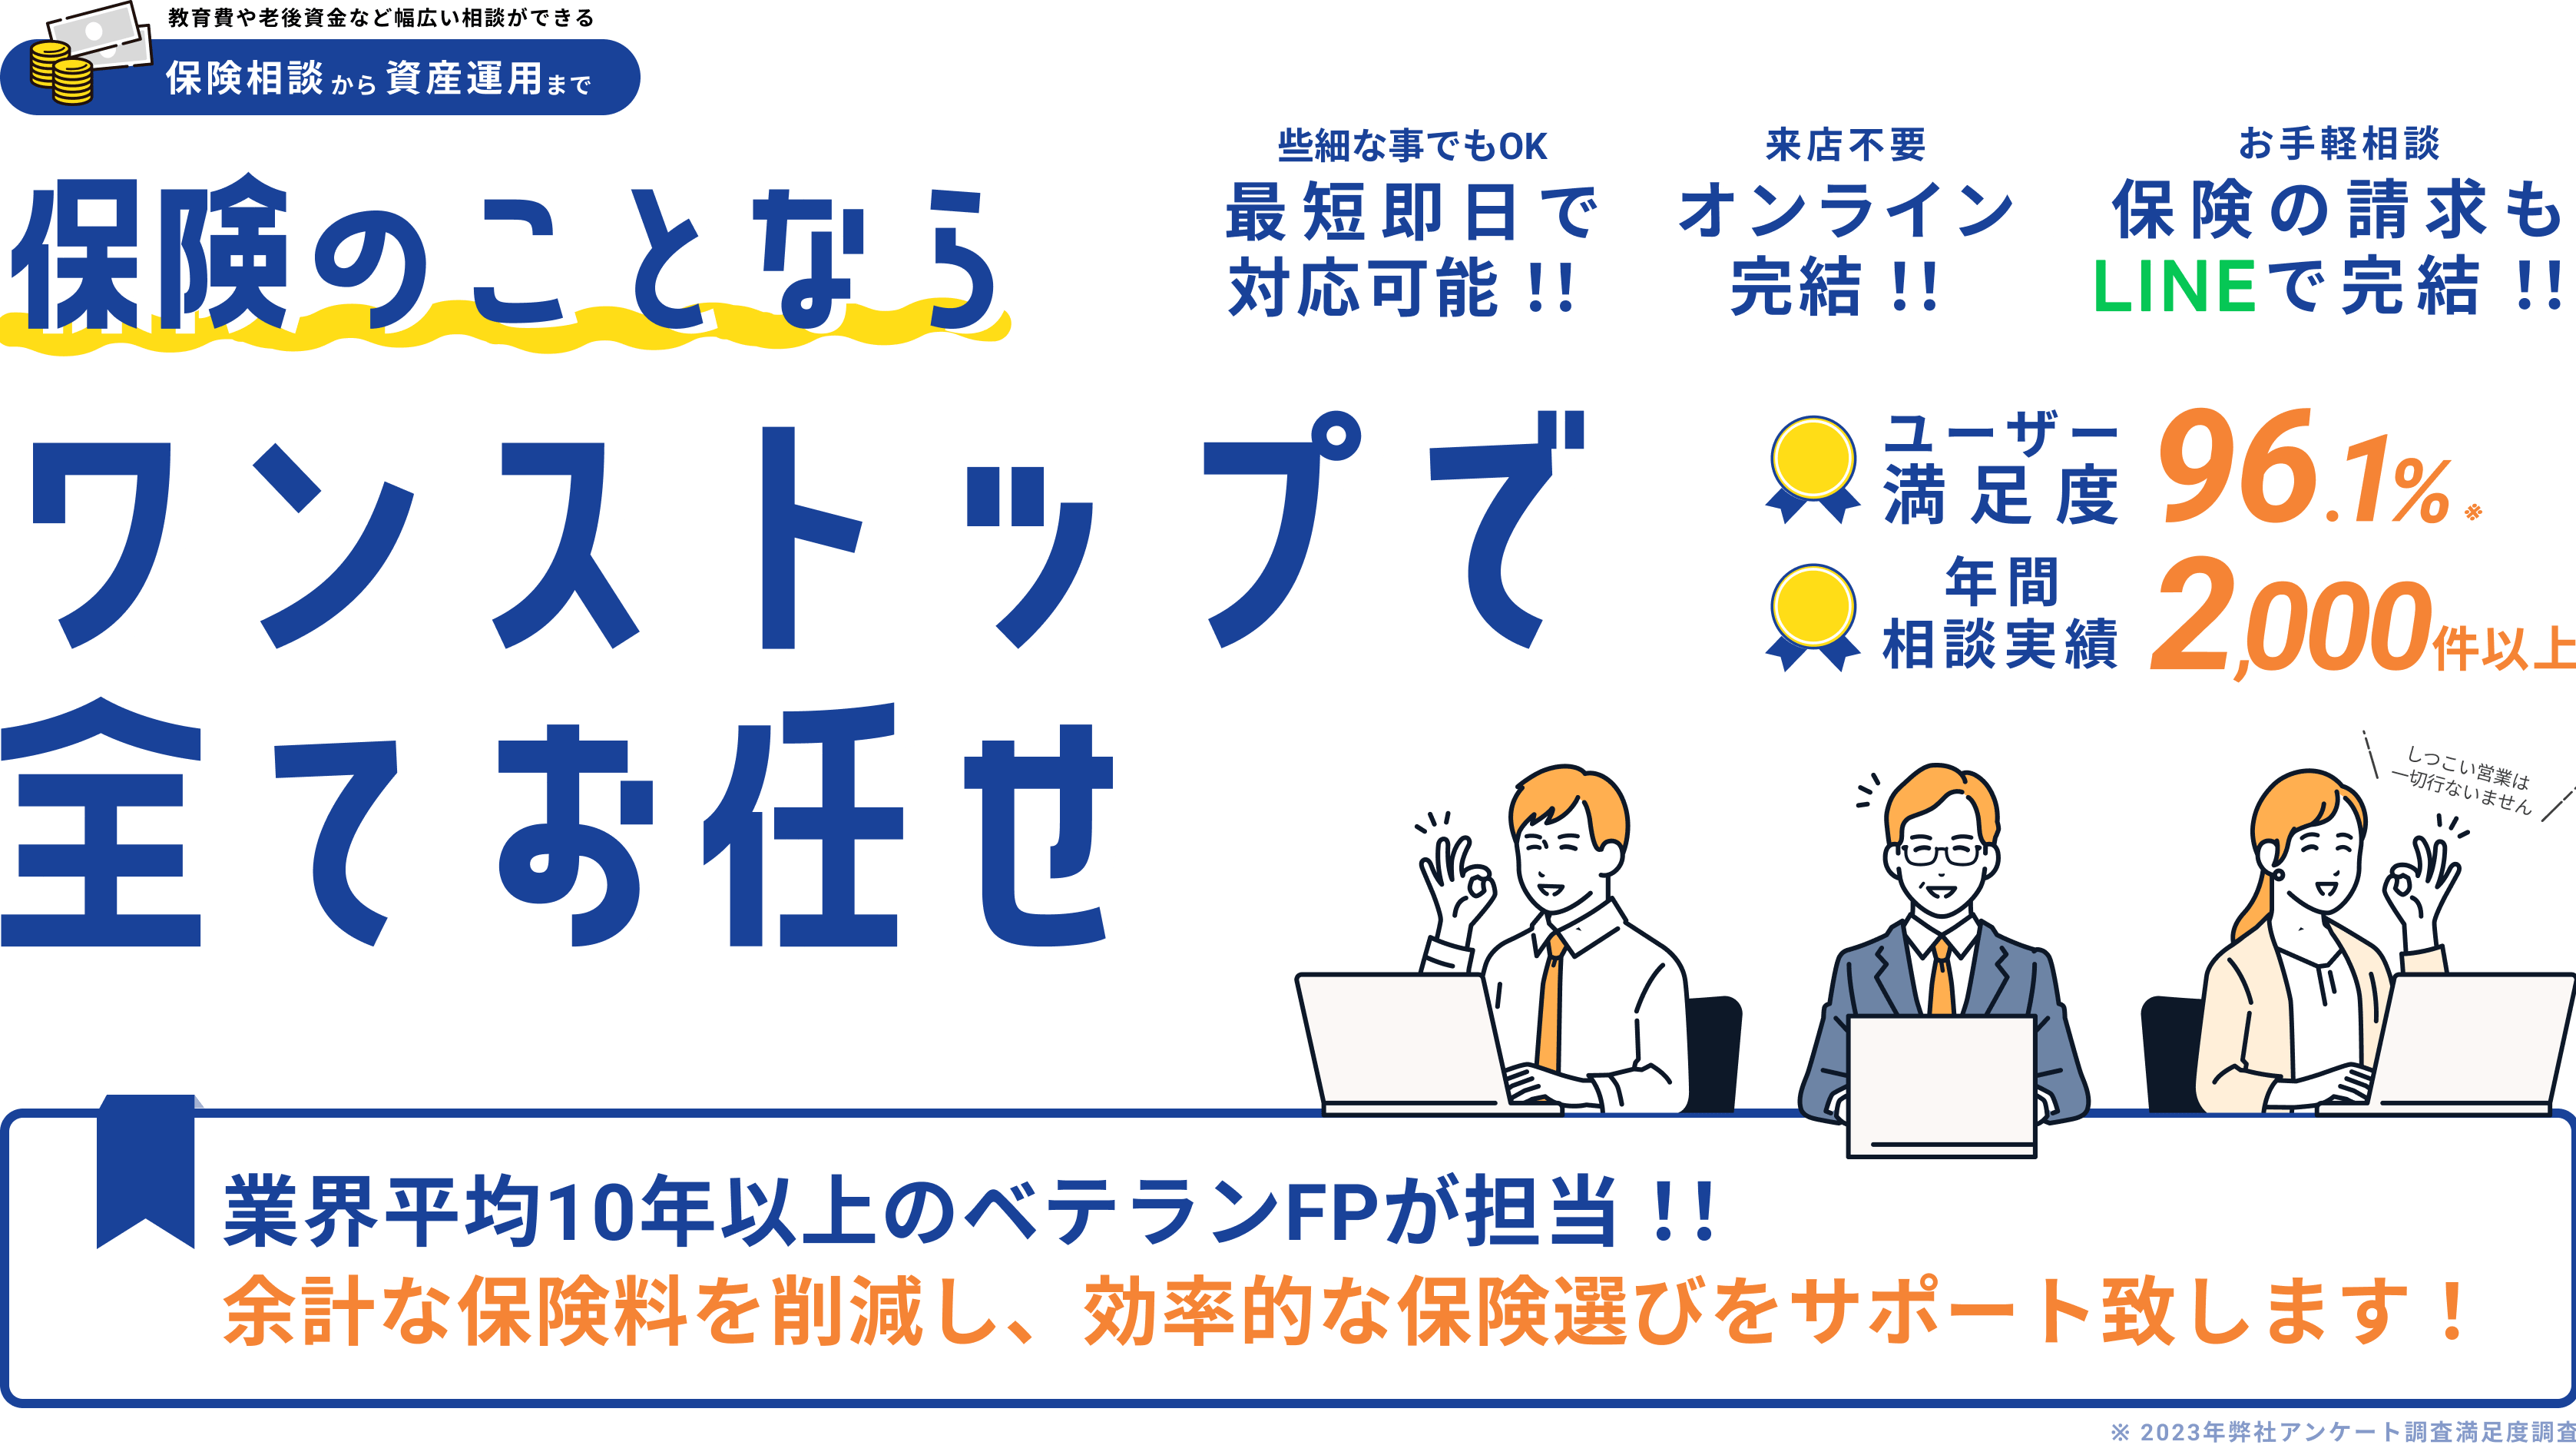 教育費や老後資金など幅広い相談ができる
保険相談から資産運用まで
保険のことなら
ワンストップで
全てお任せ
些細な事でもOK
最短即日で
対応可能！！
来店不要
オンライン
完結！！
お手軽相談
保険の請求も
LINEで完結！！
ユーザー
満足度
96.1%※
年間
相談実績
2,000件以上
しつこい営業は
一切行ないません
業界平均10年以上のベテランFPが担当！！
余計な保険料を削減し、効率的な保険選びをサポート致します！
※ 2023年弊社アンケート調査満足度調査